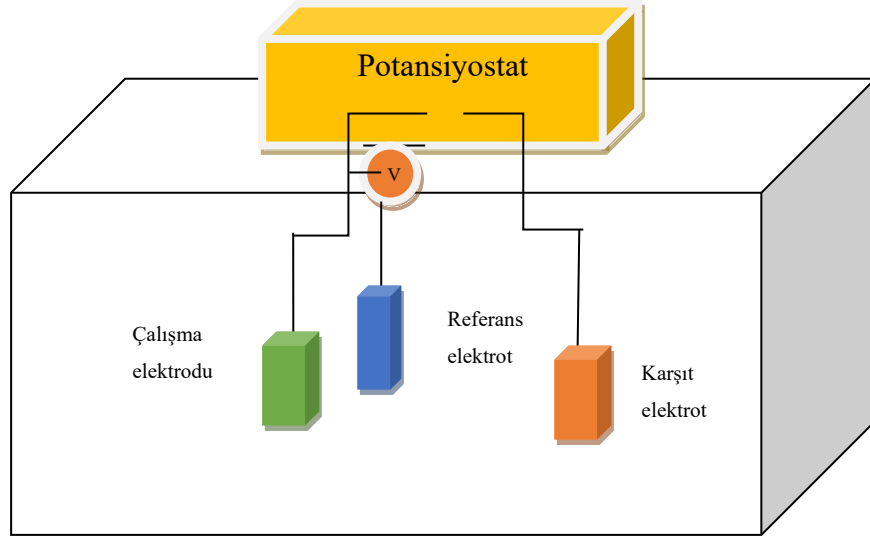 Potansiyostat
V
Çalışma
elektrodu
Referans
elektrot
Karşıt
elektrot